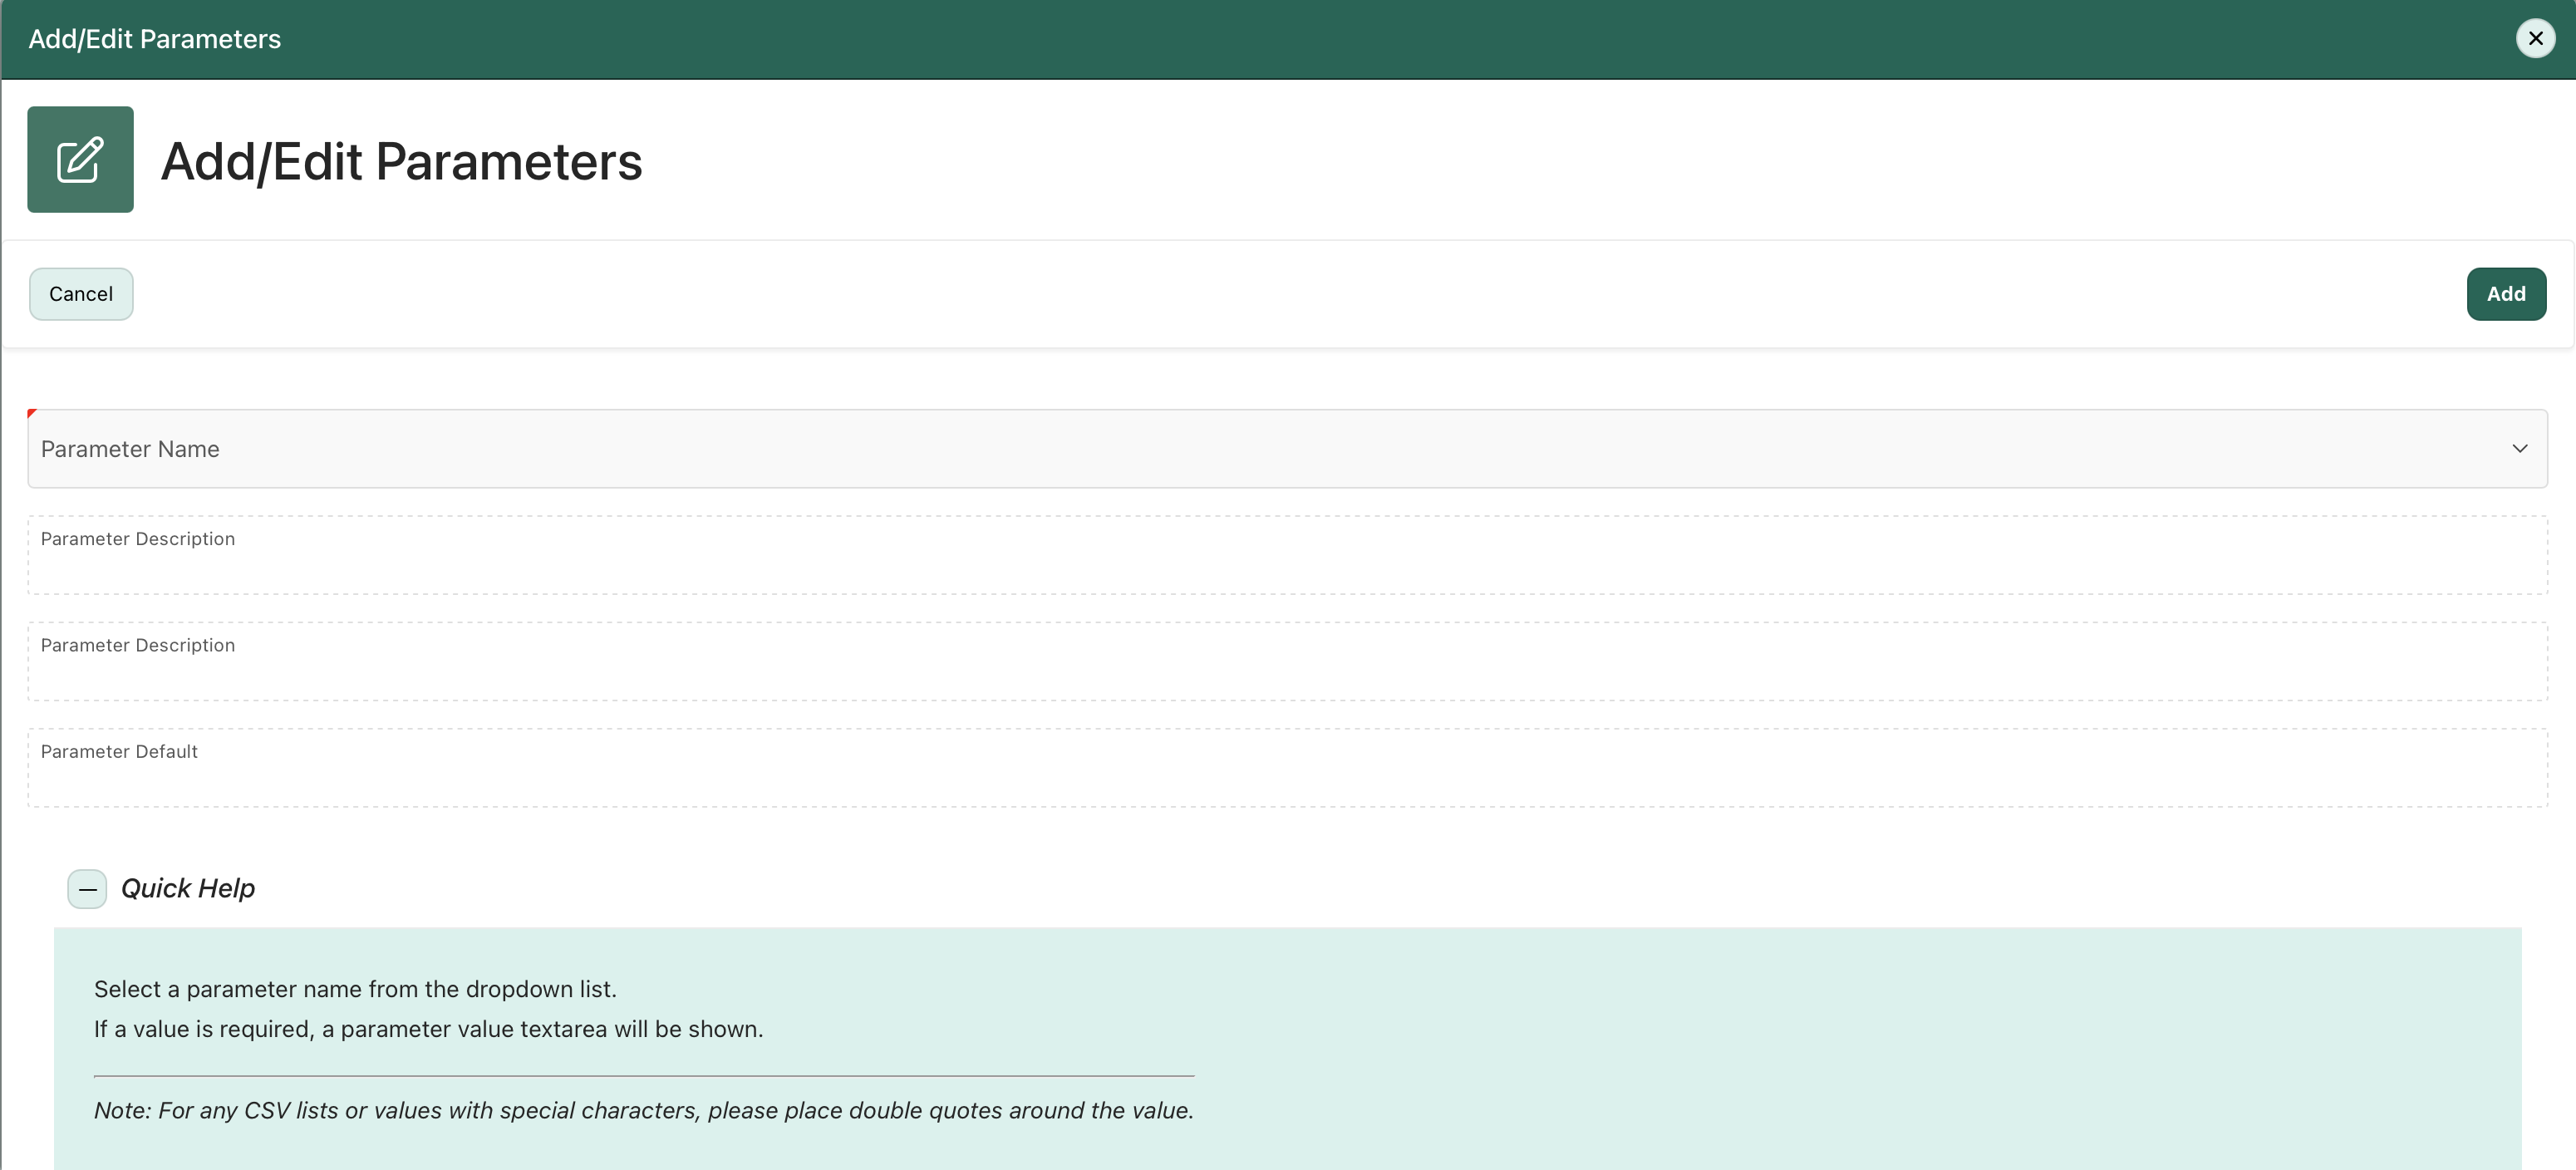 Add/Edit Parameters
Add/Edit Parameters
Cancel
Add
Parameter Name
Parameter Description
Parameter Description
Parameter Default
Quick Help
Select a parameter name from the dropdown list.
If a value is required, a parameter value textarea will be shown.
Note: For any CSV lists or values with special characters, please place double quotes around the value.